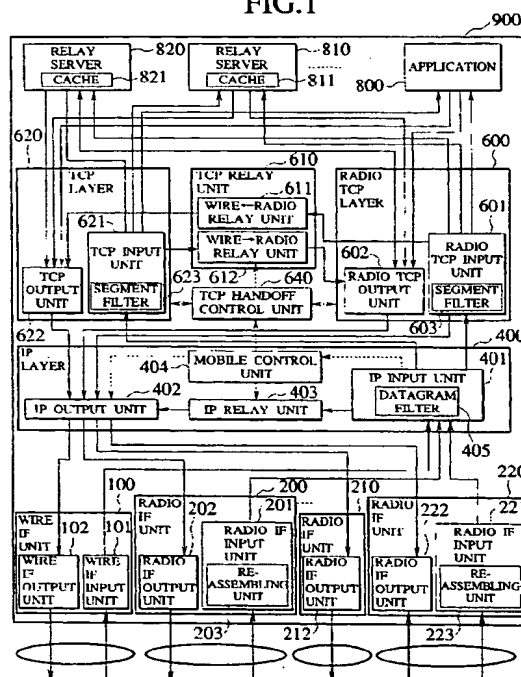 FIG.1
900
RELAY SERVER
CACHE
820
821
RELAY SERVER
CACHE
810
811
APPLICATION
800
620
TCP LAYER
610
TCP RELAY UNIT
611
WIRE→RADIO RELAY UNIT
WIRE→RADIO RELAY UNIT
612
640
TCP HANDOFF CONTROL UNIT
600
RADIO TCP LAYER
621
TCP INPUT UNIT
623
SEGMENT FILTER
TCP OUTPUT UNIT
622
602
RADIO TCP OUTPUT UNIT
601
RADIO TCP INPUT UNIT
SEGMENT FILTER
603
400
IP LAYER
404
MOBILE CONTROL UNIT
401
IP INPUT UNIT
DATAGRAM FILTER
405
402
IP OUTPUT UNIT
403
IP RELAY UNIT
100
WIRE IF UNIT
102
101
WIRE IF OUTPUT UNIT
WIRE IF INPUT UNIT
200
RADIO IF UNIT
202
201
RADIO IF OUTPUT UNIT
RADIO IF INPUT UNIT
RE-ASSEMBLING UNIT
203
210
RADIO IF UNIT
RADIO IF OUTPUT UNIT
212
220
RADIO IF UNIT
222
22
RADIO IF OUTPUT UNIT
RADIO IF INPUT UNIT
RE-ASSEMBLING UNIT
223